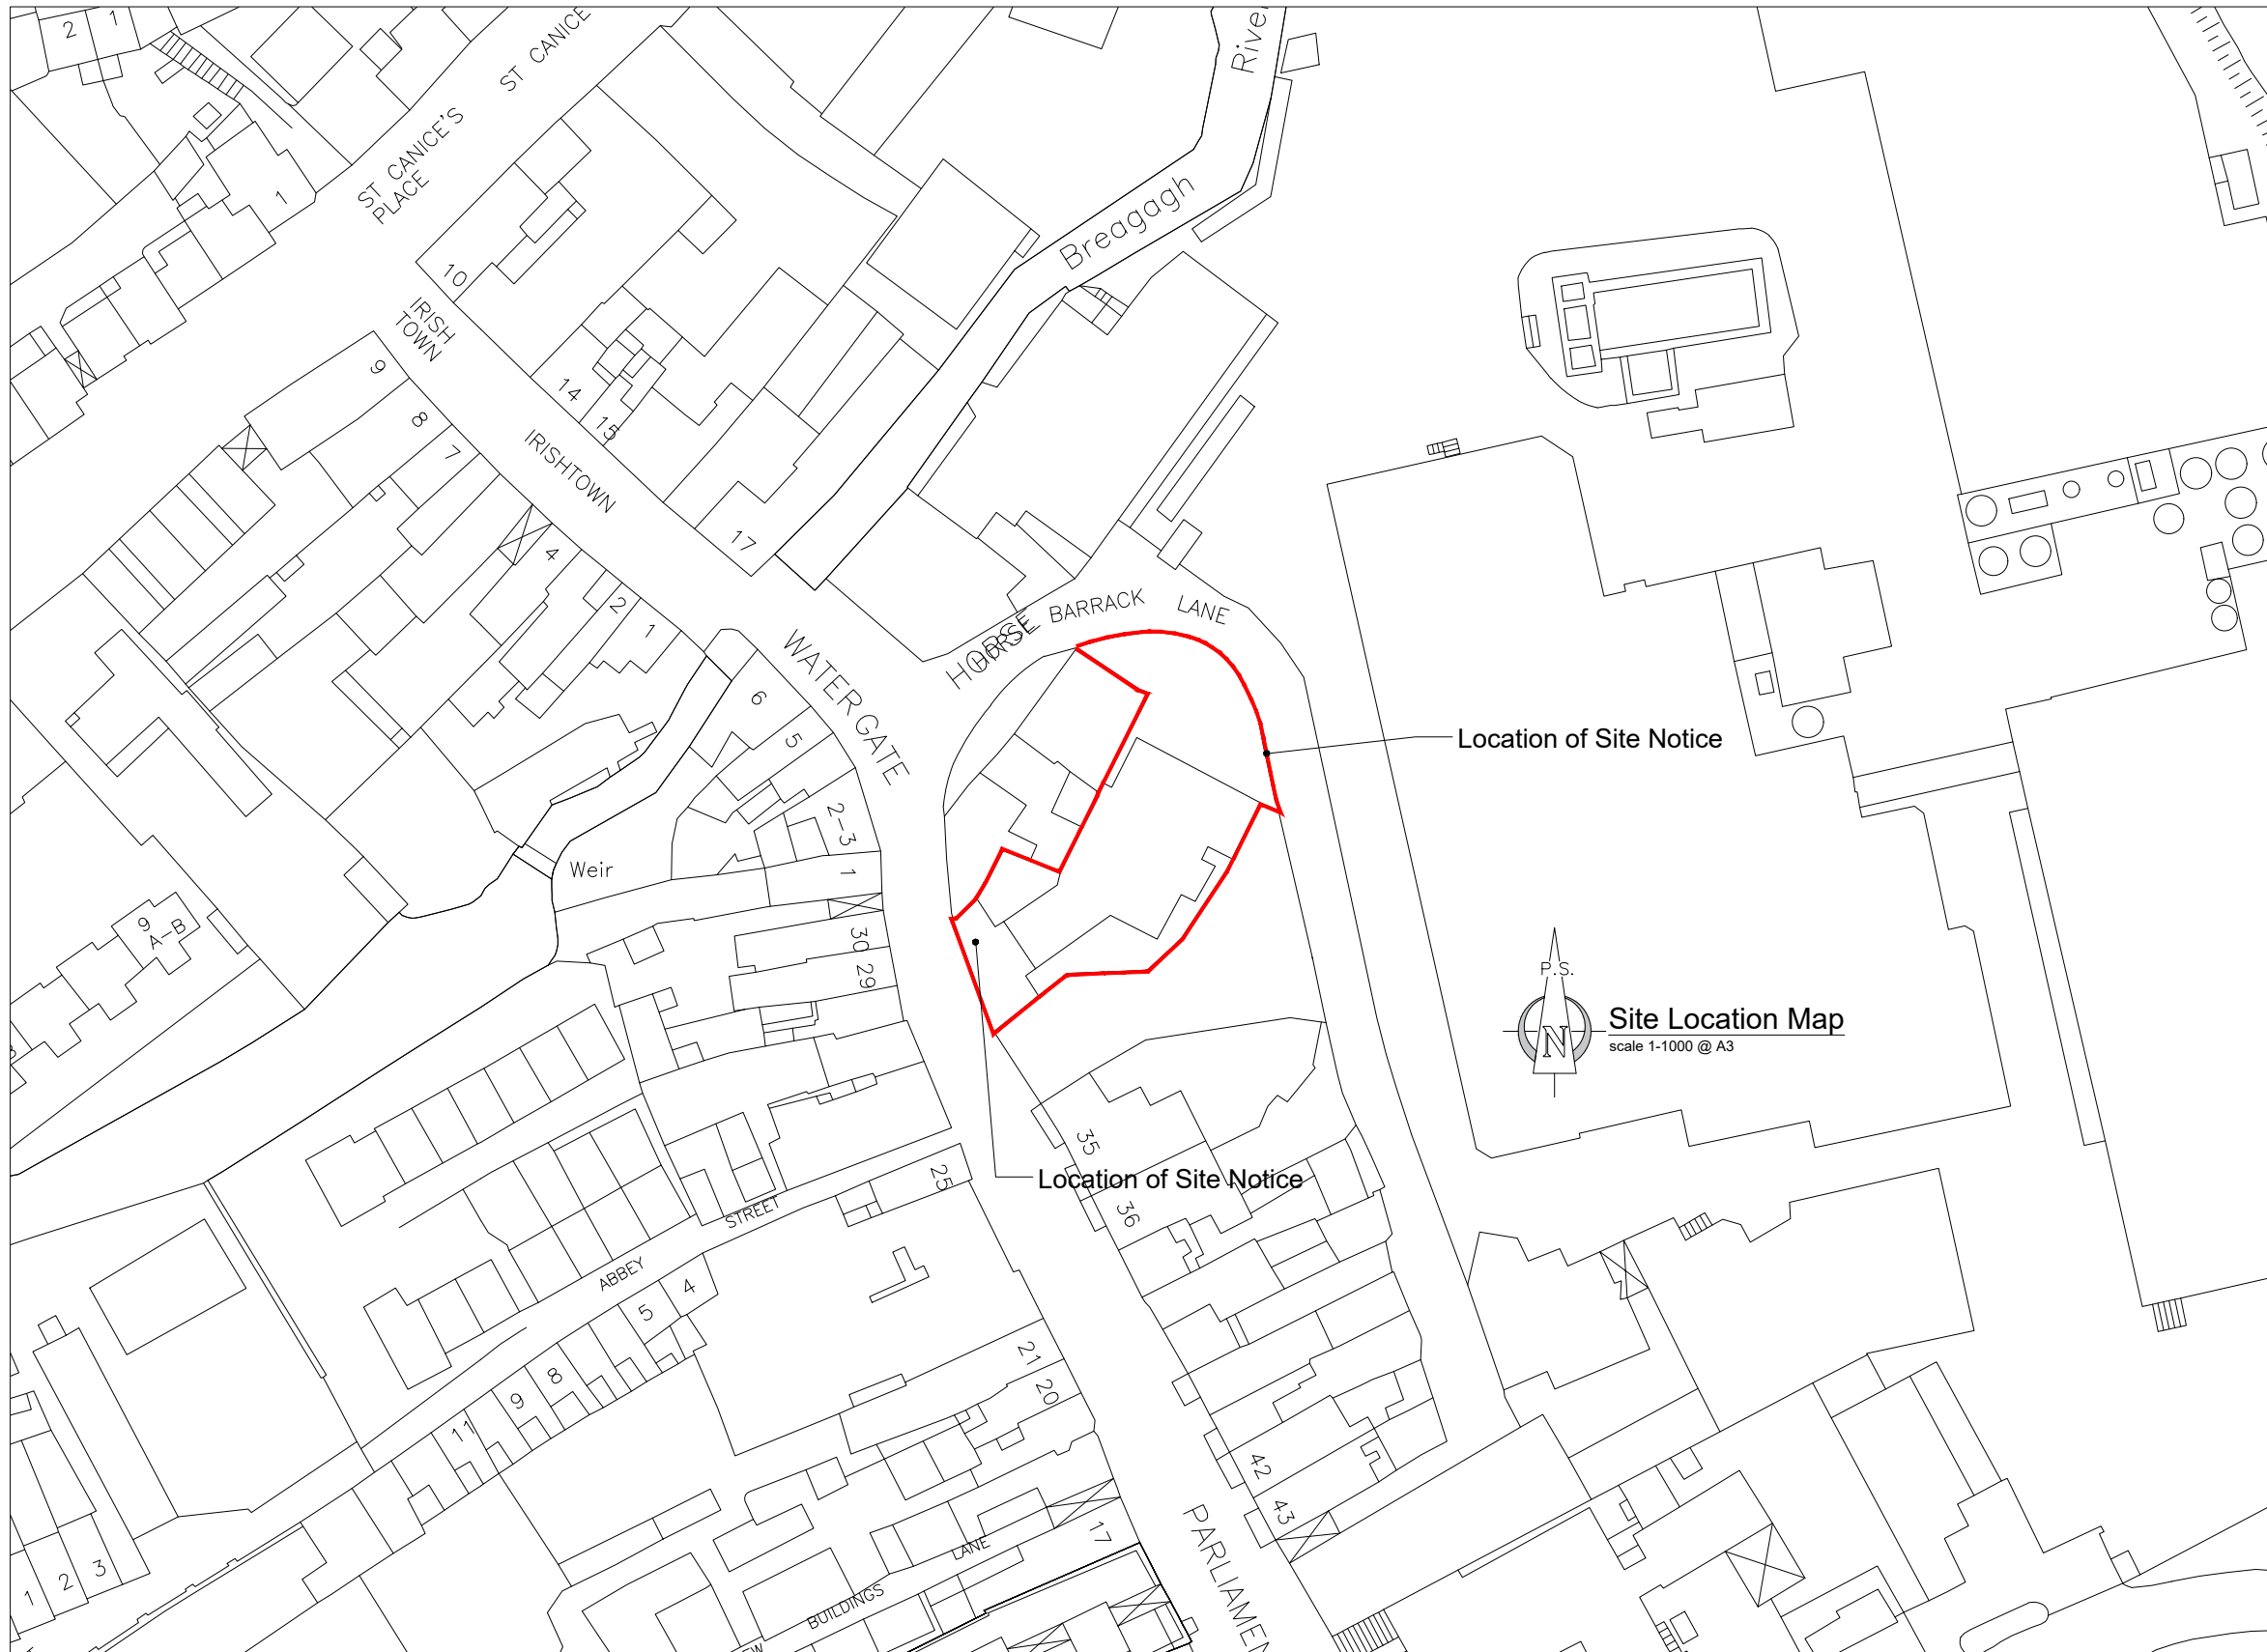 2
1
ST CANICE
ST CANICE'S
PLACE
1
River
Breagagh
10
IRISH
TOWN
9
8
7
14
15
IRISHTOWN
17
4
2
1
HORSE
HORSE
BARRACK
LANE
WATER GATE
6
5
2-3
1
Weir
30
29
9
A-B
Location of Site Notice
P.S.
N
Site Location Map
scale 1-1000 @ A3
35
Location of Site Notice
36
25
STREET
ABBEY
4
5
8
9
11
21
20
42
43
17
LANE
BUILDINGS
PARLIAMEN
1
2
3